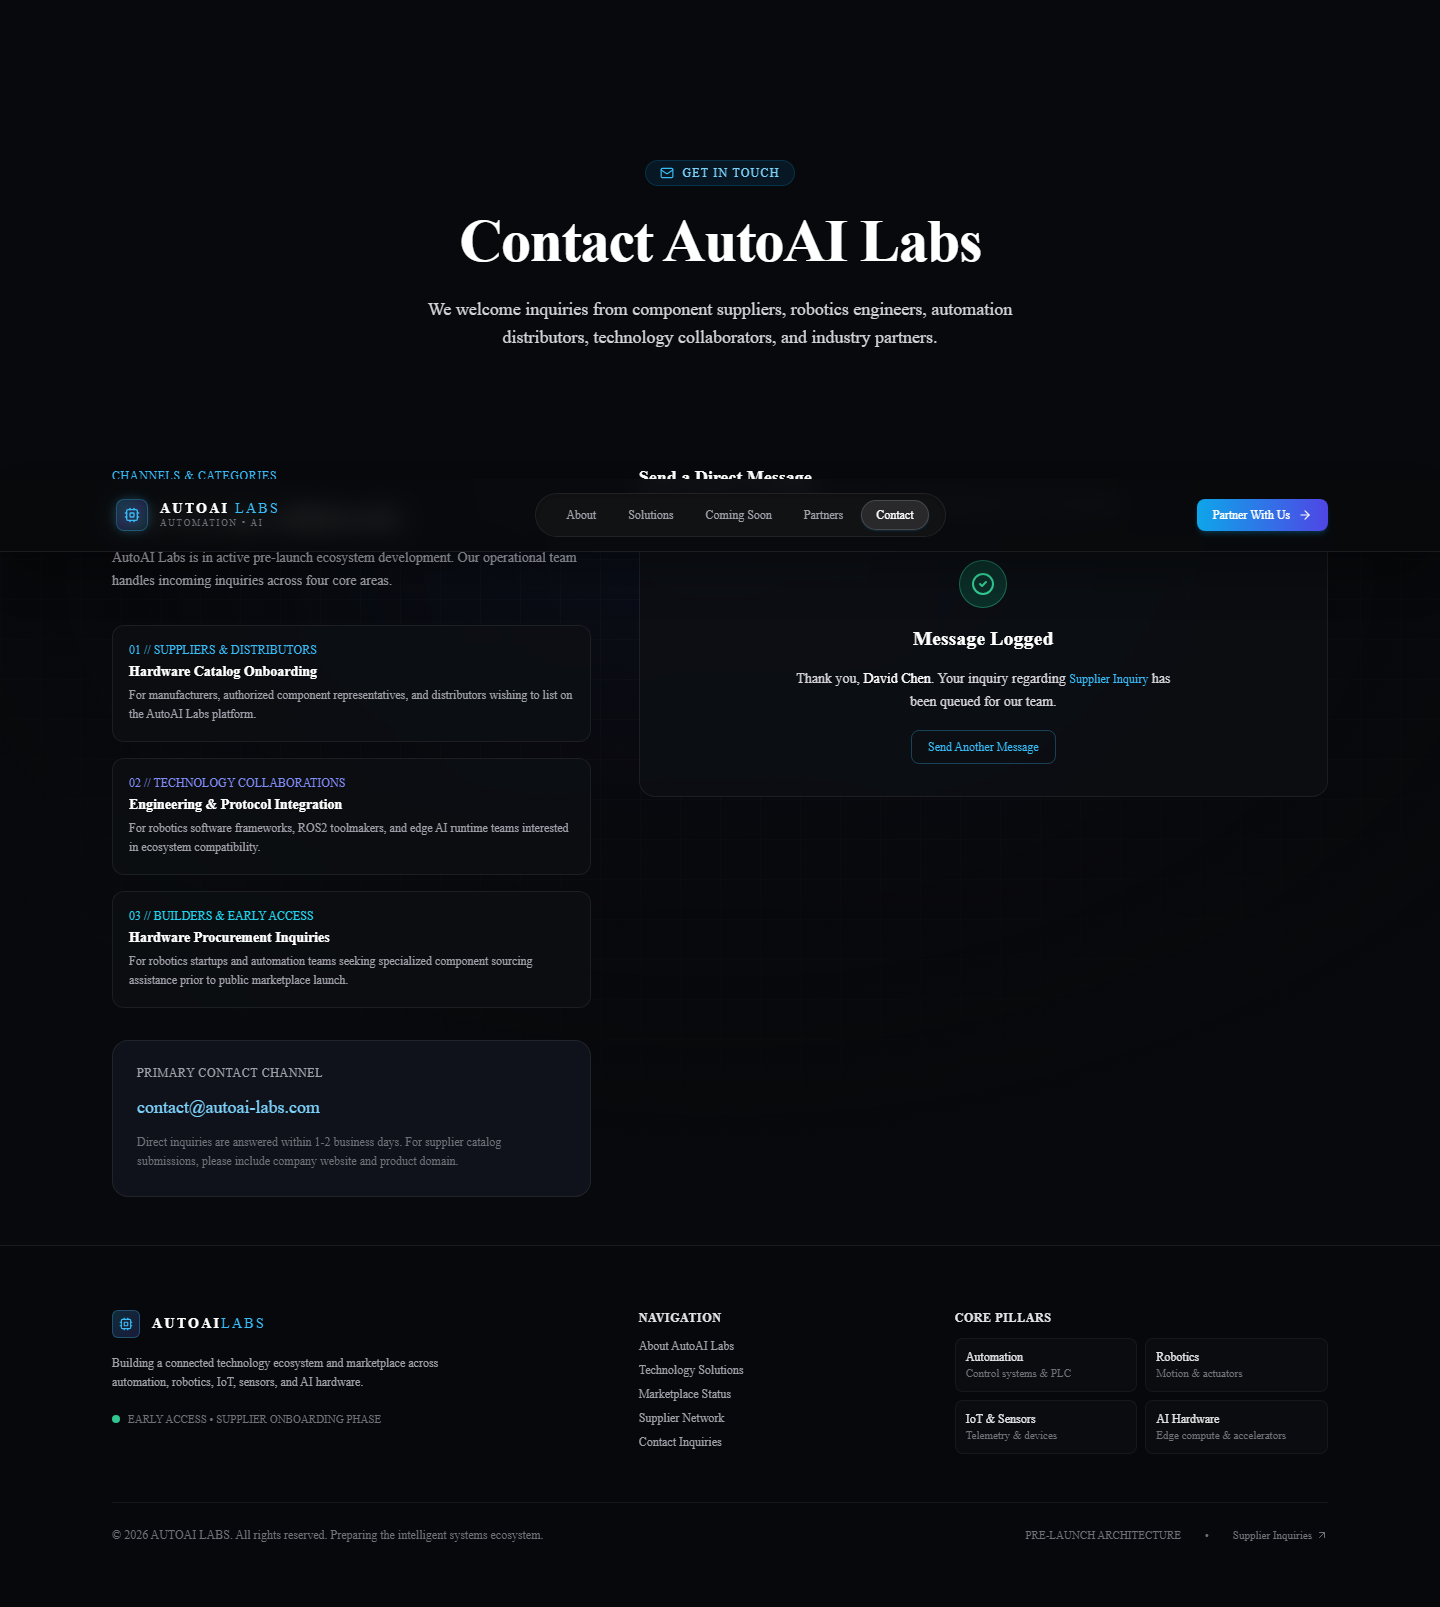 GET IN TOUCH
Contact AutoAI Labs
We welcome inquiries from component suppliers, robotics engineers, automation
distributors, technology collaborators, and industry partners.
CHANNELS & CATEGORIES
Send a Direct Message
AUTOAI LABS
AUTOMATION • AI
About
Solutions
Coming Soon
Partners
Contact
Partner With Us
AutoAI Labs is in active pre-launch ecosystem development. Our operational team
handles incoming inquiries across four core areas.
01 // SUPPLIERS & DISTRIBUTORS
Hardware Catalog Onboarding
For manufacturers, authorized component representatives, and distributors wishing to list on
the AutoAI Labs platform.
02 // TECHNOLOGY COLLABORATIONS
Engineering & Protocol Integration
For robotics software frameworks, ROS2 toolmakers, and edge AI runtime teams interested
in ecosystem compatibility.
03 // BUILDERS & EARLY ACCESS
Hardware Procurement Inquiries
For robotics startups and automation teams seeking specialized component sourcing
assistance prior to public marketplace launch.
PRIMARY CONTACT CHANNEL
contact@autoai-labs.com
Direct inquiries are answered within 1-2 business days. For supplier catalog
submissions, please include company website and product domain.
Message Logged
Thank you, David Chen. Your inquiry regarding Supplier Inquiry has
been queued for our team.
Send Another Message
AUTOAILABS
Building a connected technology ecosystem and marketplace across
automation, robotics, IoT, sensors, and AI hardware.
EARLY ACCESS • SUPPLIER ONBOARDING PHASE
NAVIGATION
About AutoAI Labs
Technology Solutions
Marketplace Status
Supplier Network
Contact Inquiries
CORE PILLARS
Automation
Control systems & PLC
Robotics
Motion & actuators
IoT & Sensors
Telemetry & devices
AI Hardware
Edge compute & accelerators
© 2026 AUTOAI LABS. All rights reserved. Preparing the intelligent systems ecosystem.
PRE-LAUNCH ARCHITECTURE
•
Supplier Inquiries